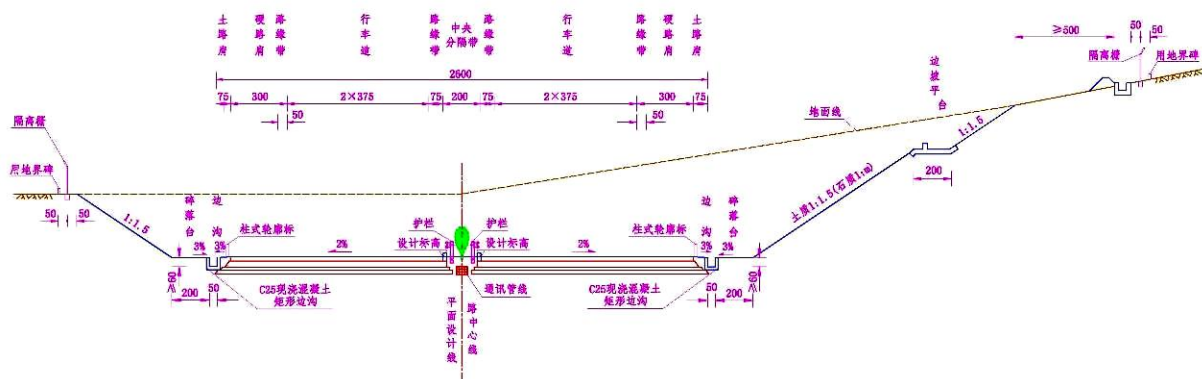 土路肩
硬路肩
路缘带
行车道
路缘带
中央分隔带
路缘带
行车道
路缘带
硬路肩
土路肩
2600
75
300
2×375
75
200
75
2×375
300
75
50
50
≥500
50
50
隔离栅
用地界碑
边坡平台
地面线
1:1.5
200
土质1:1.5(石质1:m)
隔离栅
用地界碑
50
50
1:1.5
碎落台
边沟
柱式轮廓标
3%
3%
2%
护栏
护栏
设计标高
设计标高
2%
柱式轮廓标
边沟
碎落台
3%
3%
≥60
200
50
C25现浇混凝土
矩形边沟
通讯管线
C25现浇混凝土
矩形边沟
50
200
≥60
平面设计线
路中心线